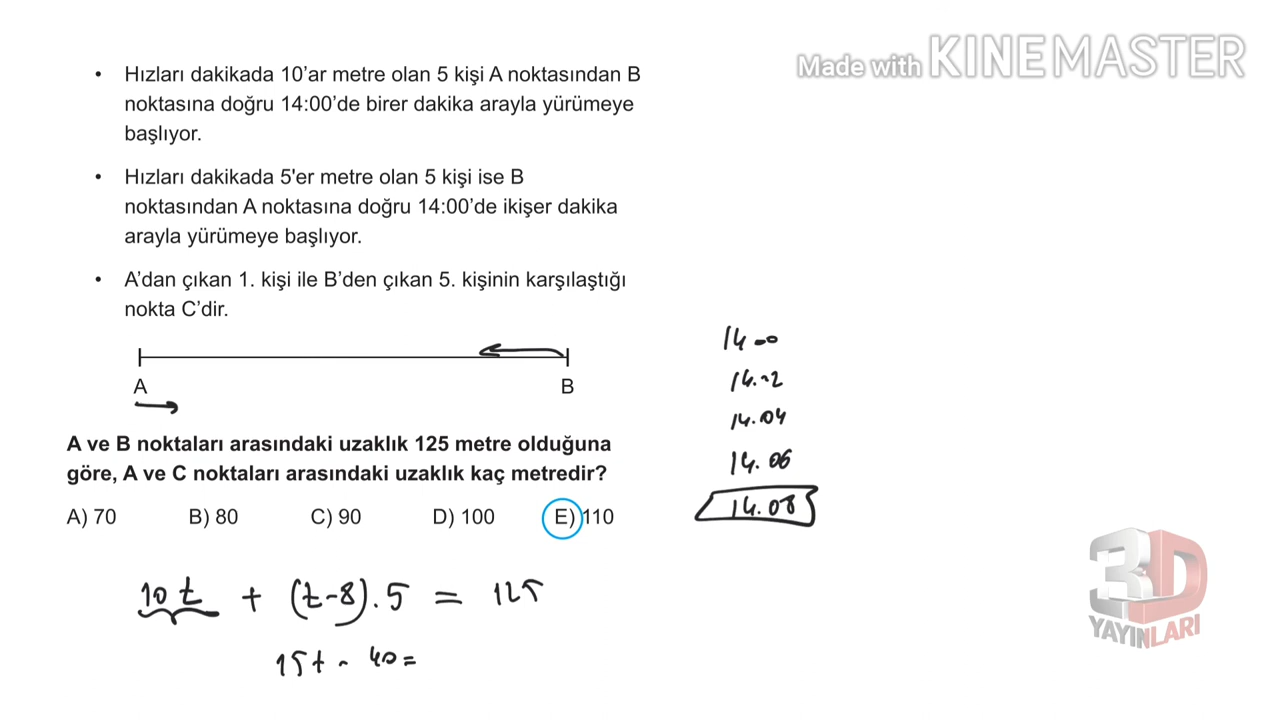 Made with KINEMASTER
• Hızları dakikada 10'ar metre olan 5 kişi A noktasından B
noktasına doğru 14:00'de birer dakika arayla yürümeye
başlıyor.
• Hızları dakikada 5'er metre olan 5 kişi ise B
noktasından A noktasına doğru 14:00'de ikişer dakika
arayla yürümeye başlıyor.
• A'dan çıkan 1. kişi ile B'den çıkan 5. kişinin karşılaştığı
nokta C'dir.
A B
A ve B noktaları arasındaki uzaklık 125 metre olduğuna
göre, A ve C noktaları arasındaki uzaklık kaç metredir?
A) 70 B) 80 C) 90 D) 100 E) 110
14.00
14.02
14.04
14.06
14.08
10t + (t-8).5 = 125
15t - 40 =
3D
YAYINLARI